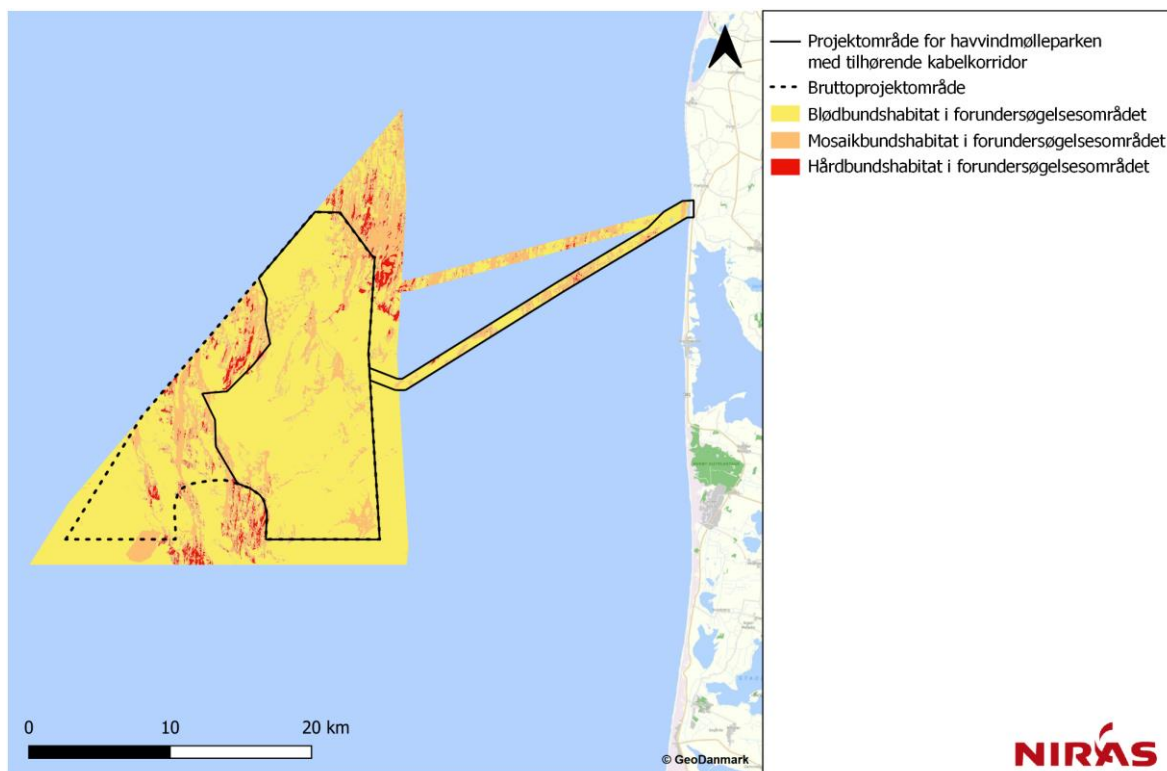 Projektområde for havvindmølleparken
med tilhørende kabelkorridor
Bruttoprojektområde
Blødbundshabitat i forundersøgelsesområdet
Mosaikbundshabitat i forundersøgelsesområdet
Hårdbundshabitat i forundersøgelsesområdet
0 10 20 km
© GeoDanmark
NIRAS